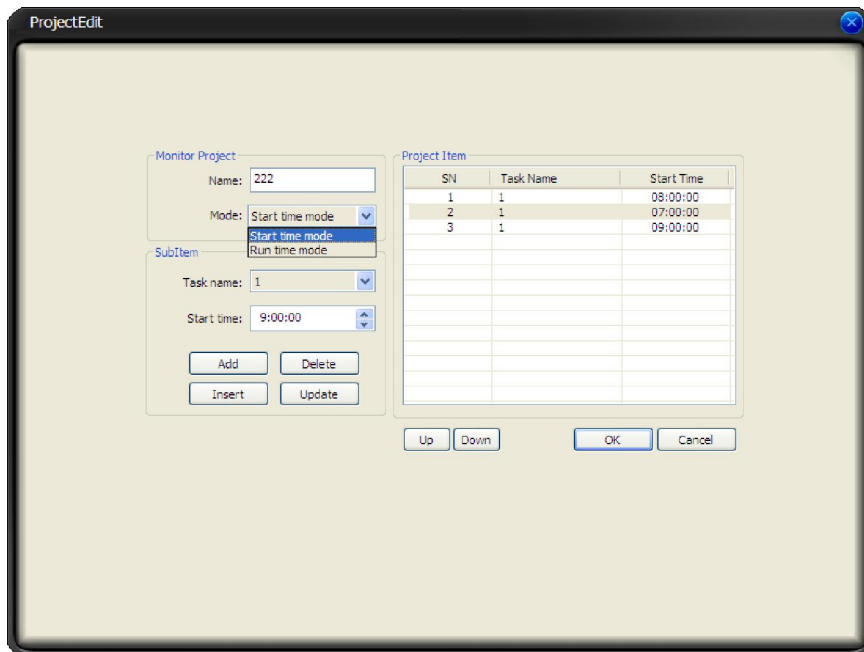 ProjectEdit
Monitor Project
Name: 222
Mode: Start time mode
Start time mode
Run time mode
SubItem
Task name: 1
Start time: 9:00:00
Add Delete
Insert Update
Project Item
SN Task Name Start Time
1 1 08:00:00
2 1 07:00:00
3 1 09:00:00
Up Down OK Cancel